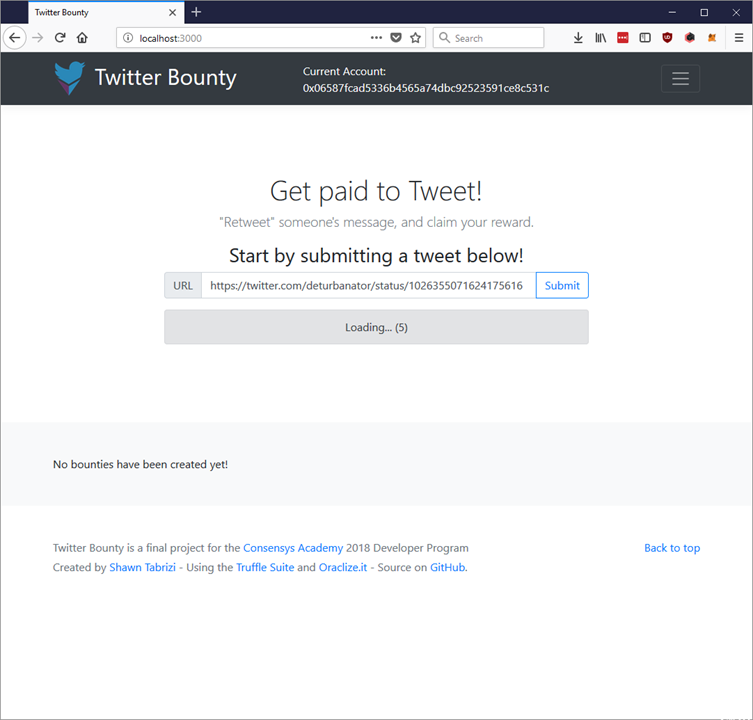 Twitter Bounty
localhost:3000
Search
Twitter Bounty
Current Account:
0x06587fcad5336b4565a74dbc92523591ce8c531c
Get paid to Tweet!
"Retweet" someone's message, and claim your reward.
Start by submitting a tweet below!
URL https://twitter.com/deturbanator/status/1026355071624175616 Submit
Loading... (5)
No bounties have been created yet!
Twitter Bounty is a final project for the Consensys Academy 2018 Developer Program
Back to top
Created by Shawn Tabrizi - Using the Truffle Suite and Oraclize.it - Source on GitHub.